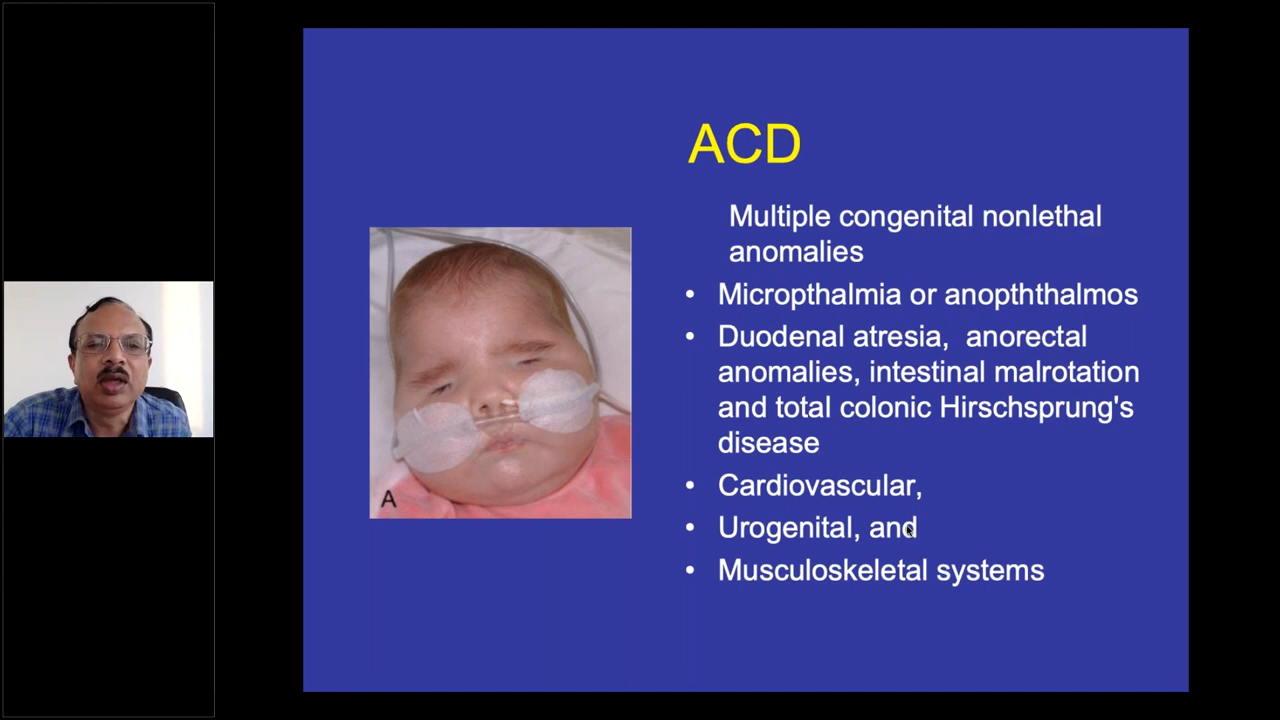 ACD
Multiple congenital nonlethal
anomalies
• Micropthalmia or anopththalmos
• Duodenal atresia,  anorectal
anomalies, intestinal malrotation
and total colonic Hirschsprung's
disease
• Cardiovascular,
• Urogenital, and
• Musculoskeletal systems
A